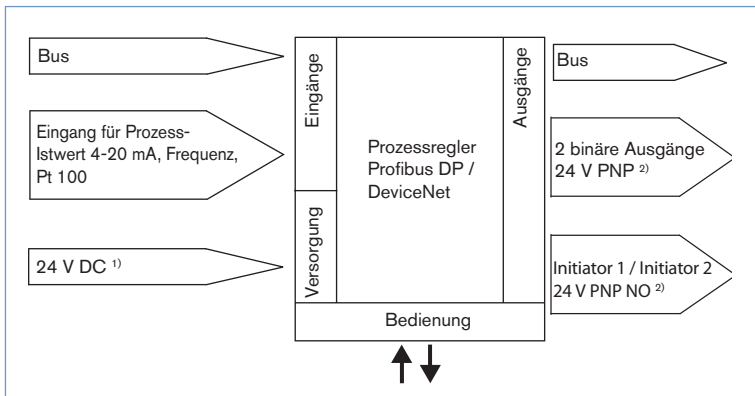 Bus
Eingang für Prozess-
Istwert 4-20 mA, Frequenz,
Pt 100
24 V DC 1)
Eingänge
Versorgung
Prozessregler
Profibus DP /
DeviceNet
Ausgänge
Bedienung
Bus
2 binäre Ausgänge
24 V PNP 2)
Initiator 1 / Initiator 2
24 V PNP NO 2)